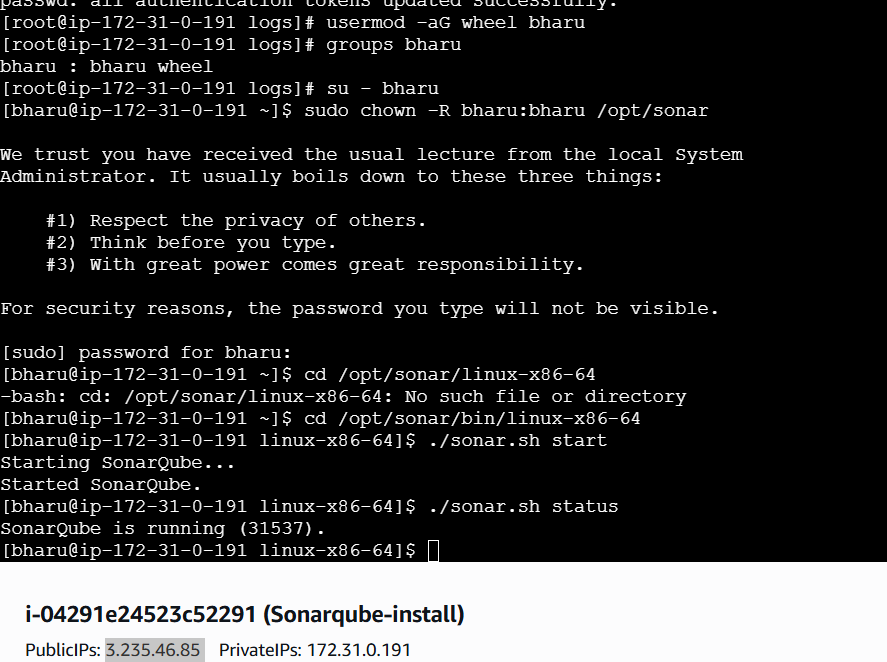 passwd: all authentication tokens updated successfully.
[root@ip-172-31-0-191 logs]# usermod -aG wheel bharu
[root@ip-172-31-0-191 logs]# groups bharu
bharu : bharu wheel
[root@ip-172-31-0-191 logs]# su - bharu
[bharu@ip-172-31-0-191 ~]$ sudo chown -R bharu:bharu /opt/sonar
We trust you have received the usual lecture from the local System
Administrator. It usually boils down to these three things:
#1) Respect the privacy of others.
#2) Think before you type.
#3) With great power comes great responsibility.
For security reasons, the password you type will not be visible.
[sudo] password for bharu:
[bharu@ip-172-31-0-191 ~]$ cd /opt/sonar/linux-x86-64
-bash: cd: /opt/sonar/linux-x86-64: No such file or directory
[bharu@ip-172-31-0-191 ~]$ cd /opt/sonar/bin/linux-x86-64
[bharu@ip-172-31-0-191 linux-x86-64]$ ./sonar.sh start
Starting SonarQube...
Started SonarQube.
[bharu@ip-172-31-0-191 linux-x86-64]$ ./sonar.sh status
SonarQube is running (31537).
[bharu@ip-172-31-0-191 linux-x86-64]$
i-04291e24523c52291 (Sonarqube-install)
PublicIPs: 3.235.46.85 PrivateIPs: 172.31.0.191